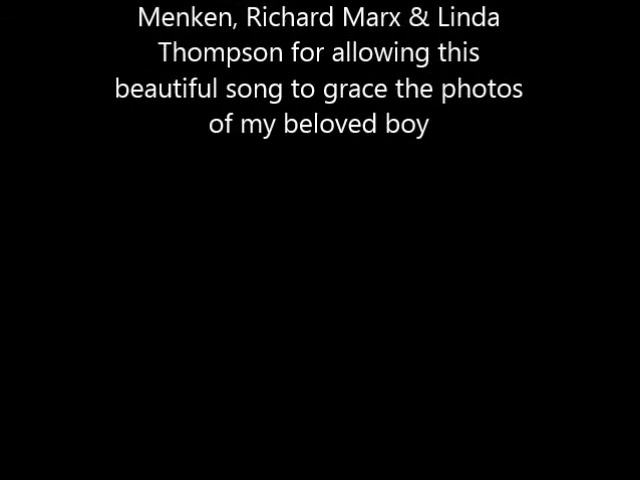 Menken, Richard Marx & Linda
Thompson for allowing this
beautiful song to grace the photos
of my beloved boy